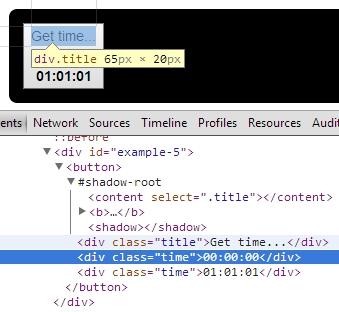 Get time...
div.title 65px × 20px
01:01:01
ents Network Sources Timeline Profiles Resources Audit
::before
▼<div id="example-5">
▼<button>
▼#shadow-root
<content select=".title"></content>
▶<b>…</b>
<shadow></shadow>
<div class="title">Get time...</div>
<div class="time">00:00:00</div>
<div class="time">01:01:01</div>
</button>
</div>